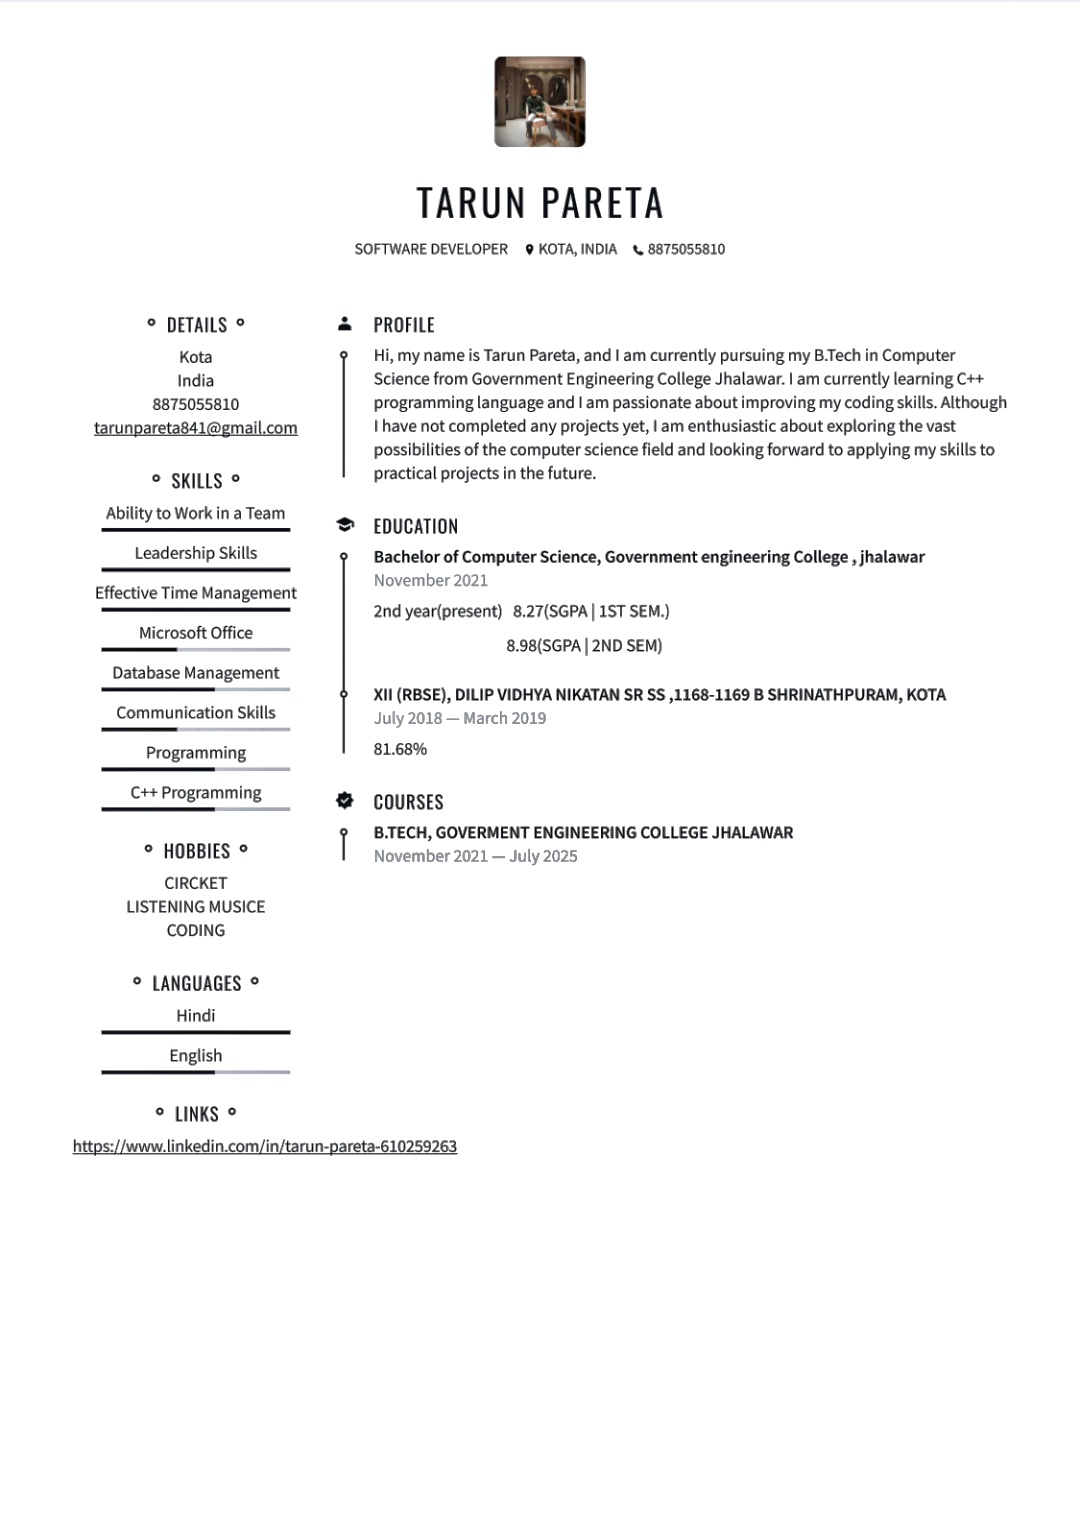 TARUN PARETA
SOFTWARE DEVELOPER KOTA, INDIA 8875055810
DETAILS
Kota
India
8875055810
tarunpareta841@gmail.com
SKILLS
Ability to Work in a Team
Leadership Skills
Effective Time Management
Microsoft Office
Database Management
Communication Skills
Programming
C++ Programming
HOBBIES
CIRCKET
LISTENING MUSICE
CODING
LANGUAGES
Hindi
English
LINKS
https://www.linkedin.com/in/tarun-pareta-610259263
PROFILE
Hi, my name is Tarun Pareta, and I am currently pursuing my B.Tech in Computer
Science from Government Engineering College Jhalawar. I am currently learning C++
programming language and I am passionate about improving my coding skills. Although
I have not completed any projects yet, I am enthusiastic about exploring the vast
possibilities of the computer science field and looking forward to applying my skills to
practical projects in the future.
EDUCATION
Bachelor of Computer Science, Government engineering College , jhalawar
November 2021
2nd year(present) 8.27(SGPA | 1ST SEM.)
8.98(SGPA | 2ND SEM)
XII (RBSE), DILIP VIDHYA NIKATAN SR SS ,1168-1169 B SHRINATHPURAM, KOTA
July 2018 — March 2019
81.68%
COURSES
B.TECH, GOVERMENT ENGINEERING COLLEGE JHALAWAR
November 2021 — July 2025